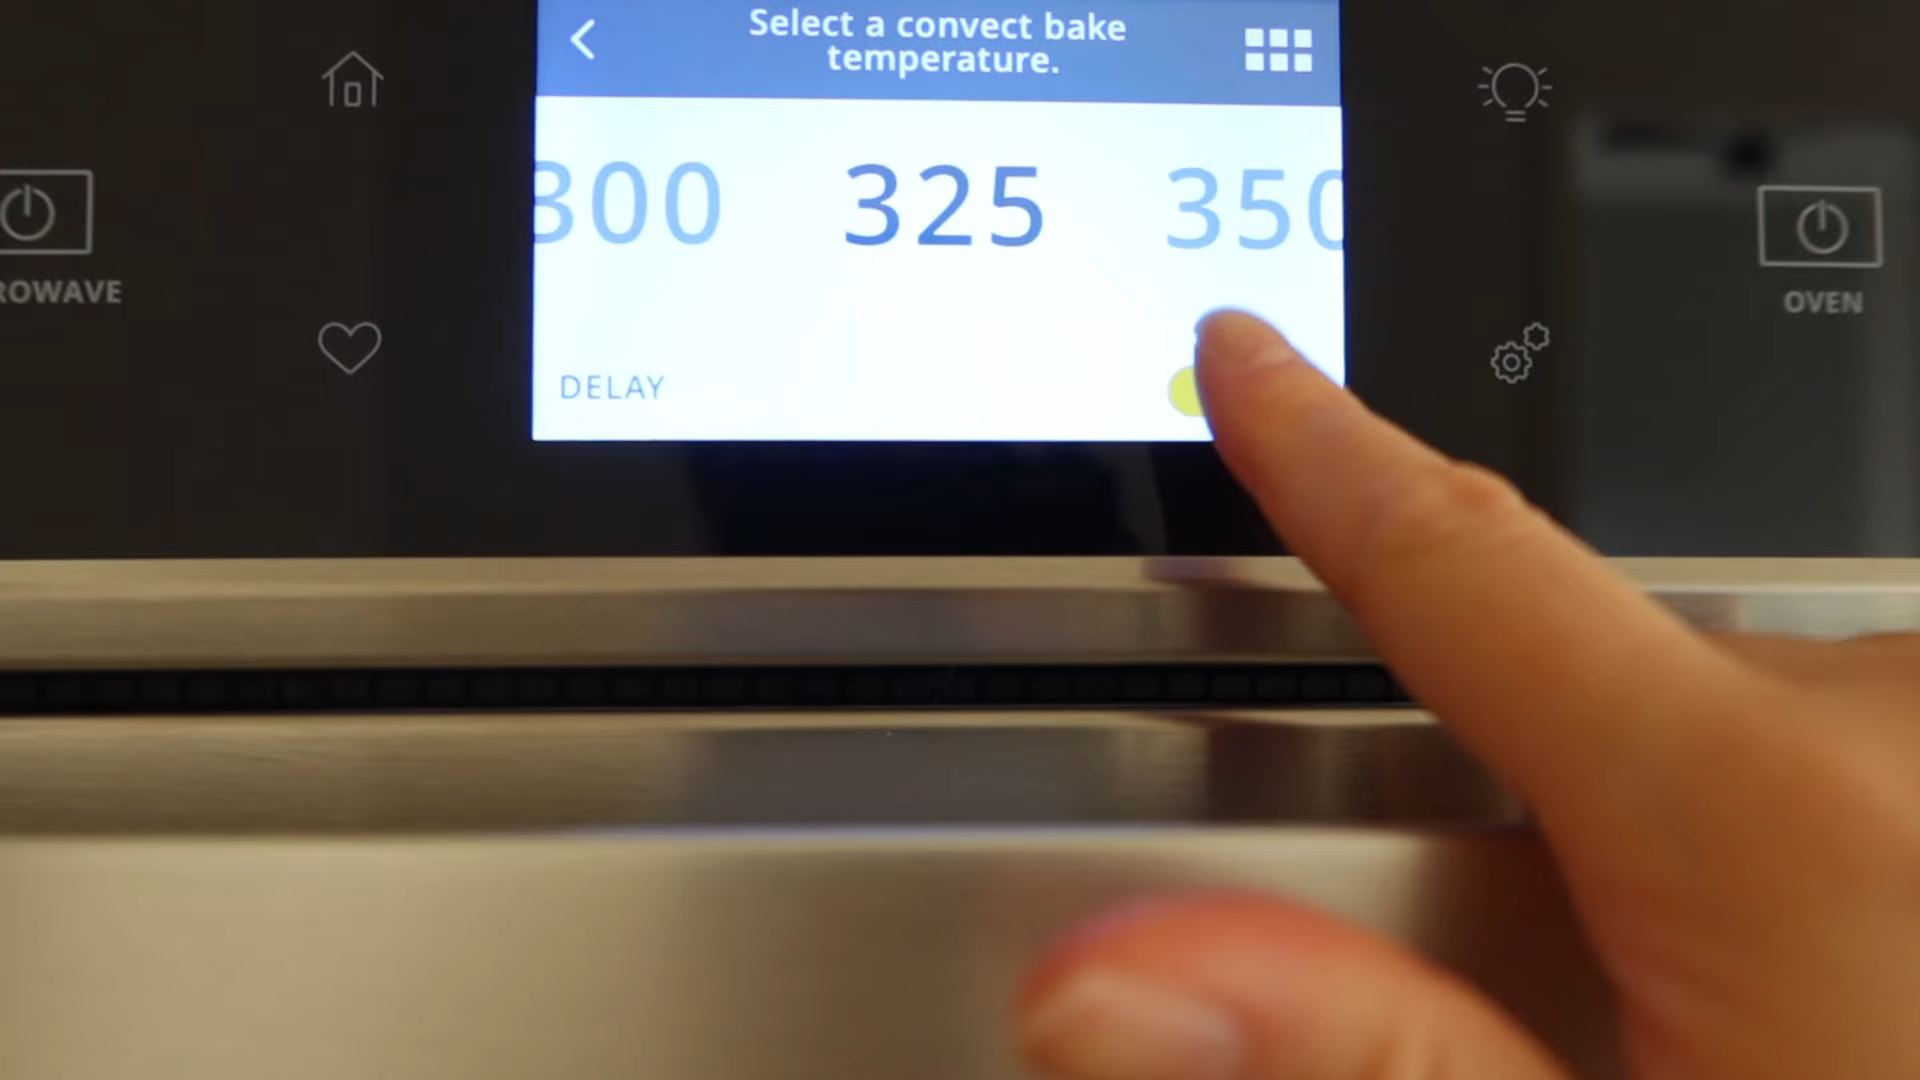 Select a convect bake
temperature.
300 325 350
DELAY
ROWAVE
OVEN